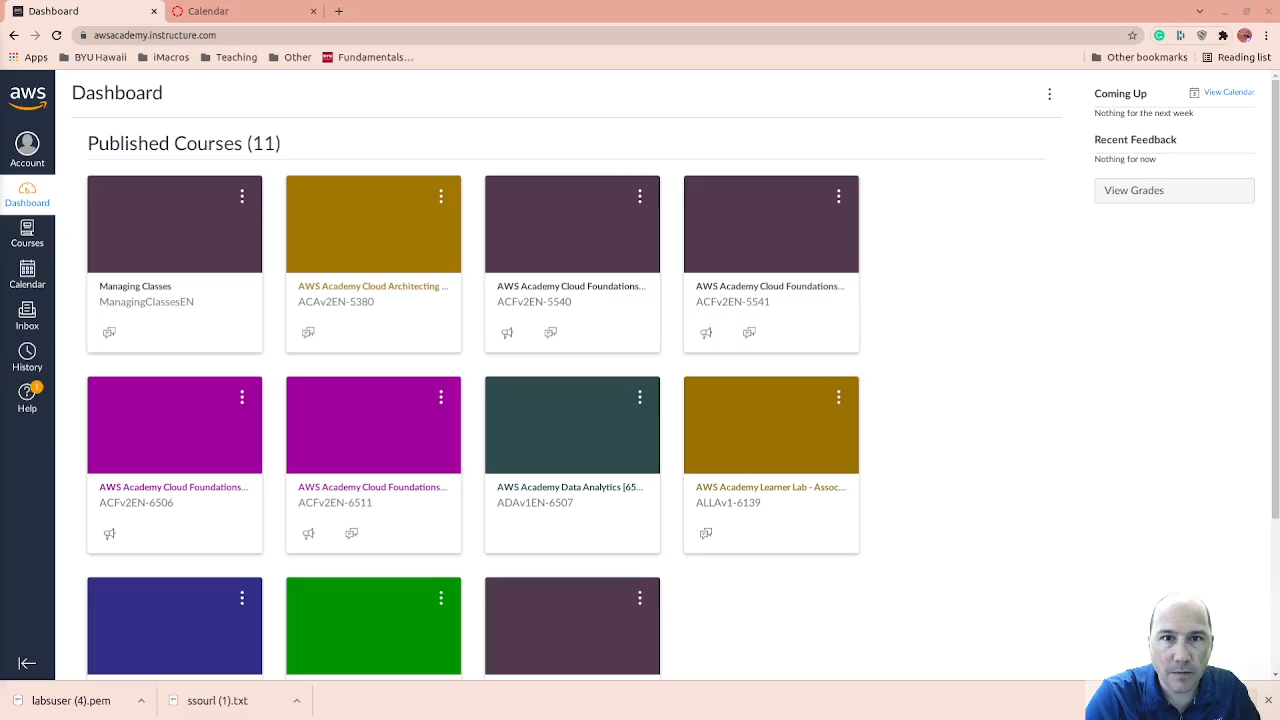 Dashboard
Calendar
awsacademy.instructure.com
Apps
BYU Hawaii
iMacros
Teaching
Other
Fundamentals...
Other bookmarks
Reading list
aws
Account
Dashboard
Courses
Calendar
Inbox
History
1
Help
Dashboard
Published Courses (11)
Managing Classes
ManagingClassesEN
AWS Academy Cloud Architecting ...
ACAv2EN-5380
AWS Academy Cloud Foundations...
ACFv2EN-5540
AWS Academy Cloud Foundations...
ACFv2EN-5541
AWS Academy Cloud Foundations...
ACFv2EN-6506
AWS Academy Cloud Foundations...
ACFv2EN-6511
AWS Academy Data Analytics [65...
ADAv1EN-6507
AWS Academy Learner Lab - Assoc...
ALLAv1-6139
Coming Up
View Calendar
Nothing for the next week
Recent Feedback
Nothing for now
View Grades
labsuser (4).pem
ssourl (1).txt